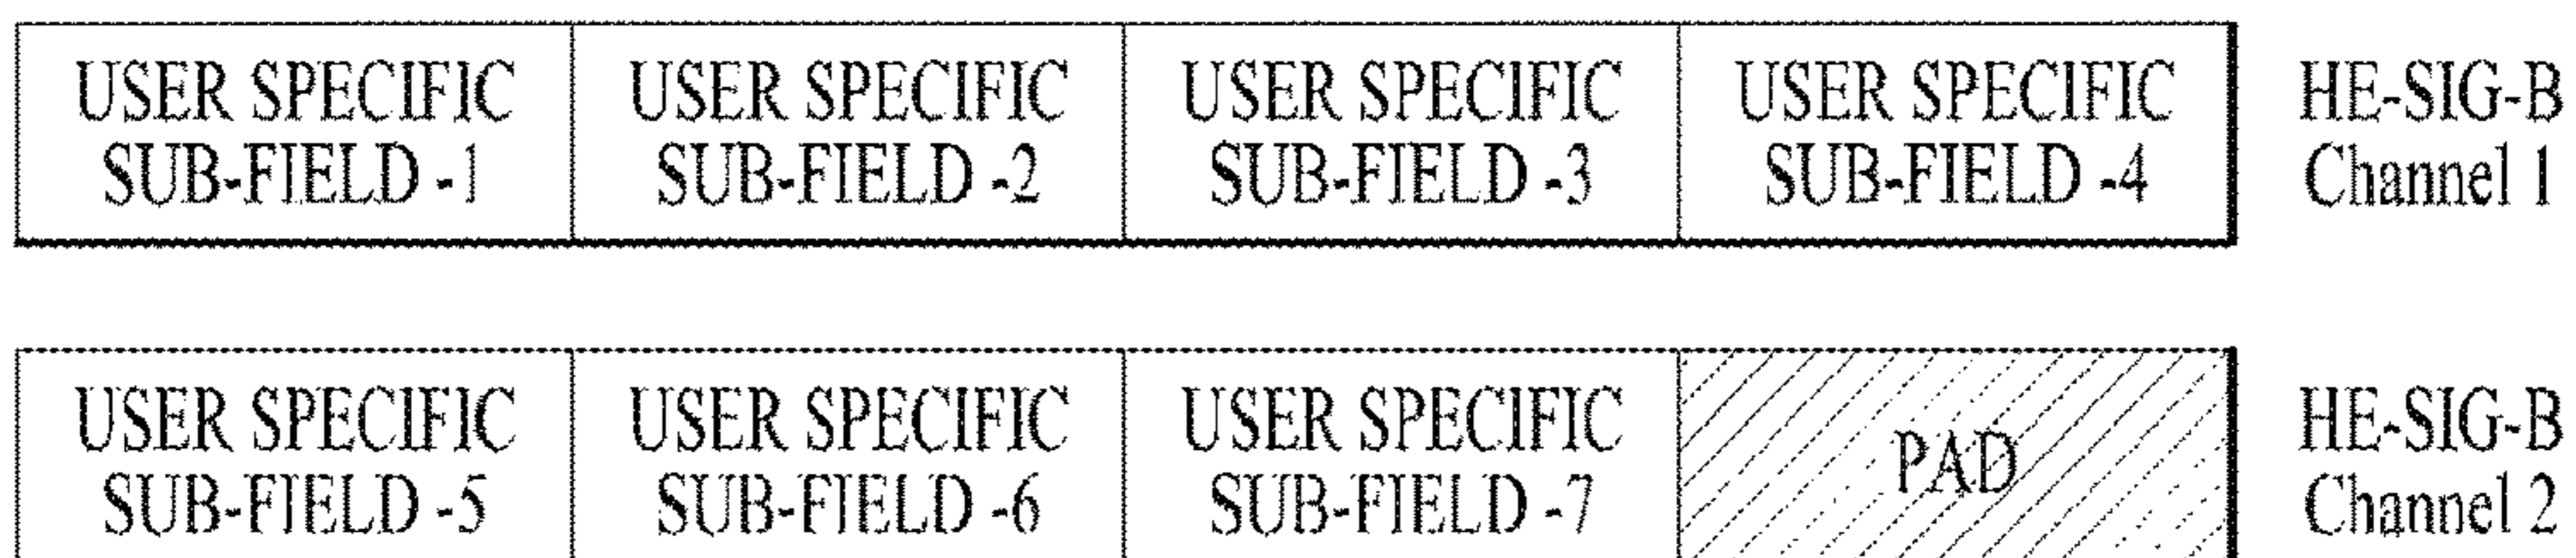 USER SPECIFIC
SUB-FIELD -1
USER SPECIFIC
SUB-FIELD -2
USER SPECIFIC
SUB-FIELD -3
USER SPECIFIC
SUB-FIELD -4
HE-SIG-B
Channel 1
USER SPECIFIC
SUB-FIELD -5
USER SPECIFIC
SUB-FIELD -6
USER SPECIFIC
SUB-FIELD -7
PAD
HE-SIG-B
Channel 2